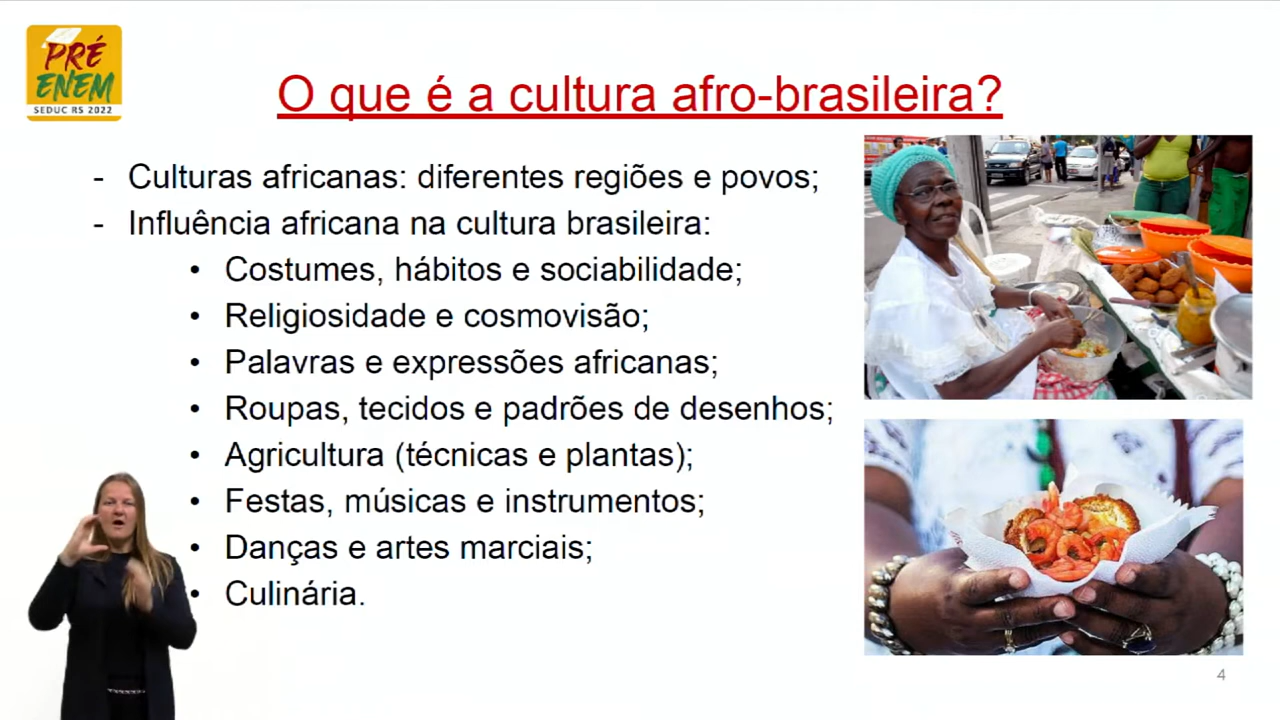 PRÉ
ENEM
SEDUC RS 2022
O que é a cultura afro-brasileira?
- Culturas africanas: diferentes regiões e povos;
- Influência africana na cultura brasileira:
• Costumes, hábitos e sociabilidade;
• Religiosidade e cosmovisão;
• Palavras e expressões africanas;
• Roupas, tecidos e padrões de desenhos;
• Agricultura (técnicas e plantas);
• Festas, músicas e instrumentos;
• Danças e artes marciais;
• Culinária.
4